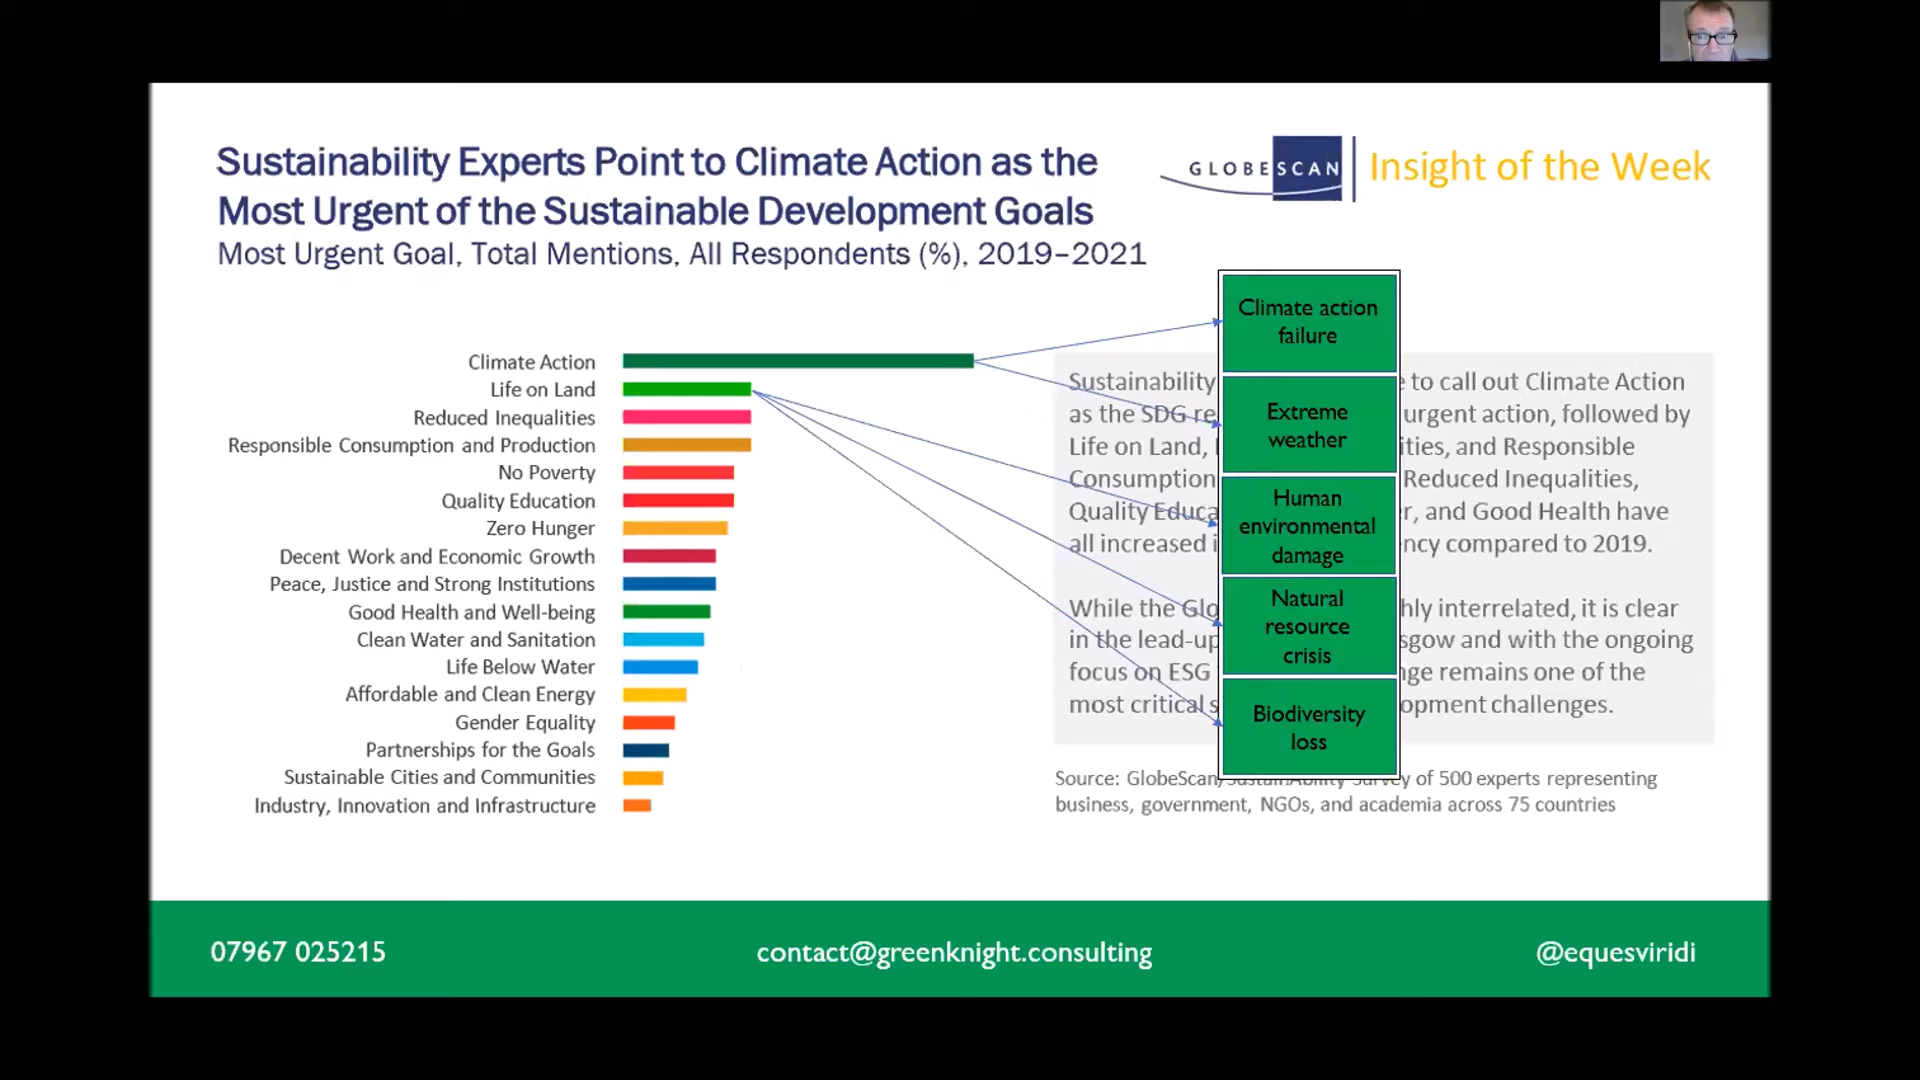 Sustainability Experts Point to Climate Action as the
Most Urgent of the Sustainable Development Goals
Most Urgent Goal, Total Mentions, All Respondents (%), 2019–2021
GLOBESCAN
Insight of the Week
Climate Action
Life on Land
Reduced Inequalities
Responsible Consumption and Production
No Poverty
Quality Education
Zero Hunger
Decent Work and Economic Growth
Peace, Justice and Strong Institutions
Good Health and Well-being
Clean Water and Sanitation
Life Below Water
Affordable and Clean Energy
Gender Equality
Partnerships for the Goals
Sustainable Cities and Communities
Industry, Innovation and Infrastructure
Climate action
failure
Extreme
weather
Human
environmental
damage
Natural
resource
crisis
Biodiversity
loss
Sustainability to call out Climate Action
as the SDG urgent action, followed by
Life on Land, and Responsible
Consumption Reduced Inequalities,
Quality and Good Health have
all increased compared to 2019.
While the interrelated, it is clear
in the lead-up and with the ongoing
focus on ESG remains one of the
most critical challenges.
Source: GlobeScan/SustainAbility Survey of 500 experts representing
business, government, NGOs, and academia across 75 countries
07967 025215
contact@greenknight.consulting
@equesviridi